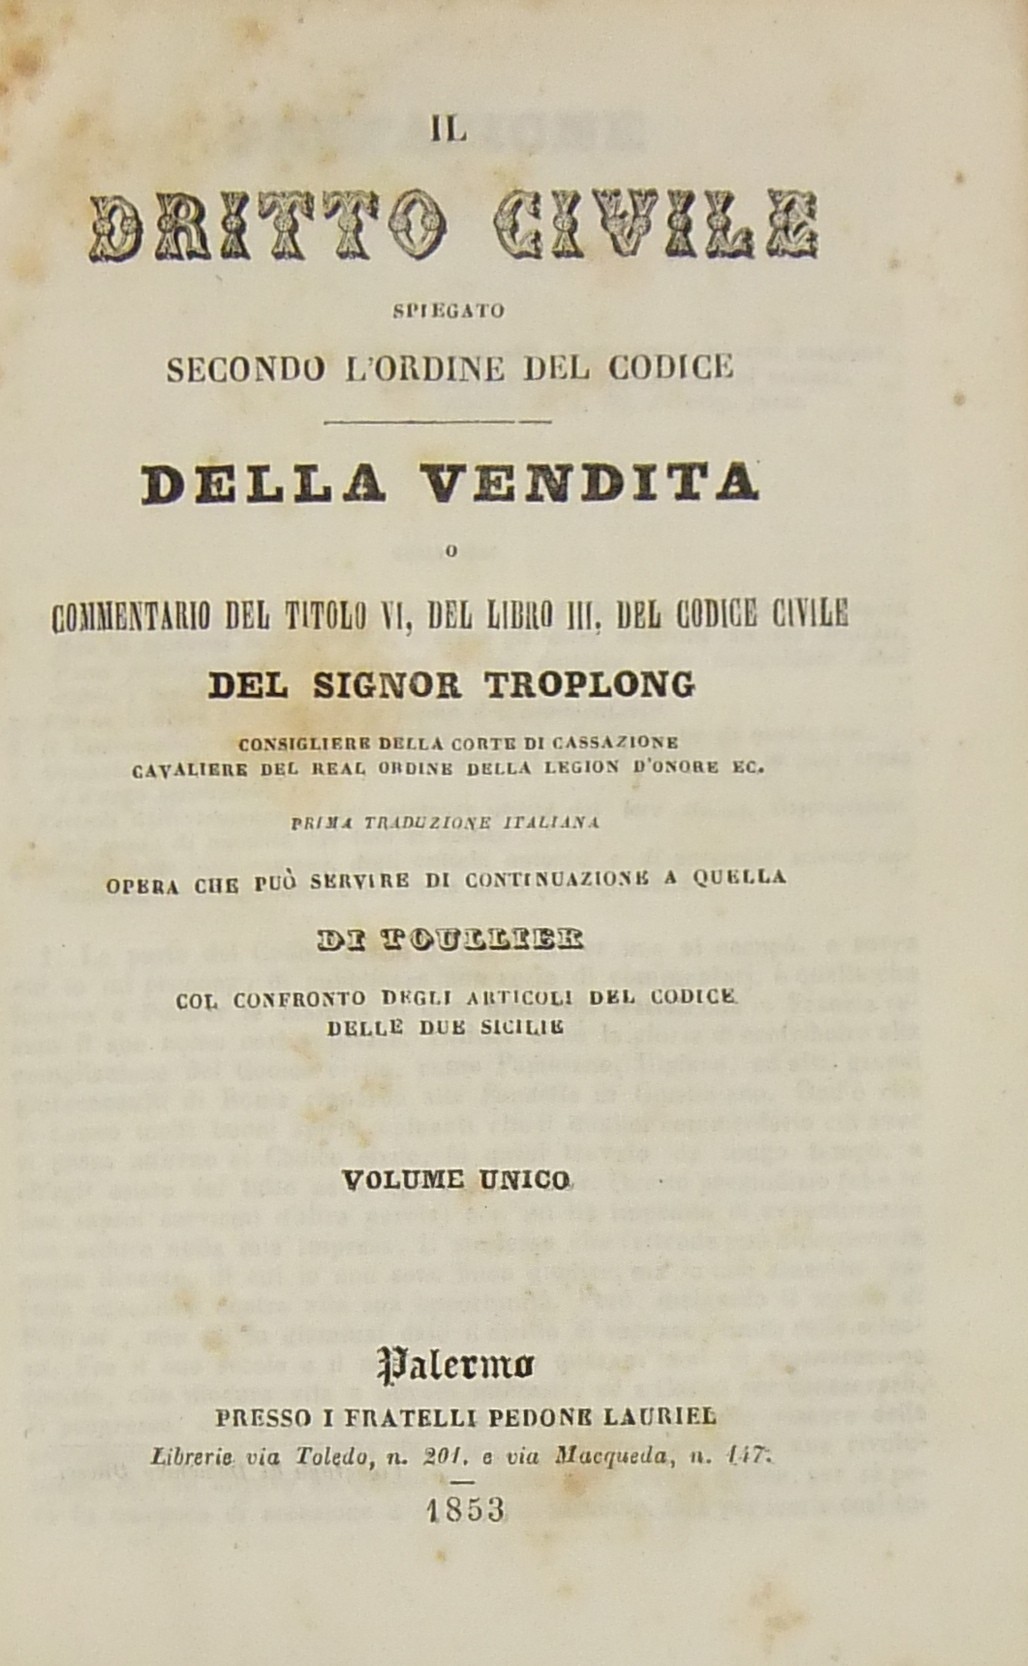 IL
DRITTO CIVILE
SPIEGATO
SECONDO L'ORDINE DEL CODICE
DELLA VENDITA
O
COMMENTARIO DEL TITOLO VI, DEL LIBRO III, DEL CODICE CIVILE
DEL SIGNOR TROPLONG
CONSIGLIERE DELLA CORTE DI CASSAZIONE
CAVALIERE DEL REAL ORDINE DELLA LEGION D'ONORE EC.
PRIMA TRADUZIONE ITALIANA
OPERA CHE PUÒ SERVIRE DI CONTINUAZIONE A QUELLA
DI TOULLIER
COL CONFRONTO DEGLI ARTICOLI DEL CODICE
DELLE DUE SICILIE
VOLUME UNICO
Palermo
PRESSO I FRATELLI PEDONE LAURIEL
Librerie via Toledo, n. 201. e via Macqueda, n. 147.
1853